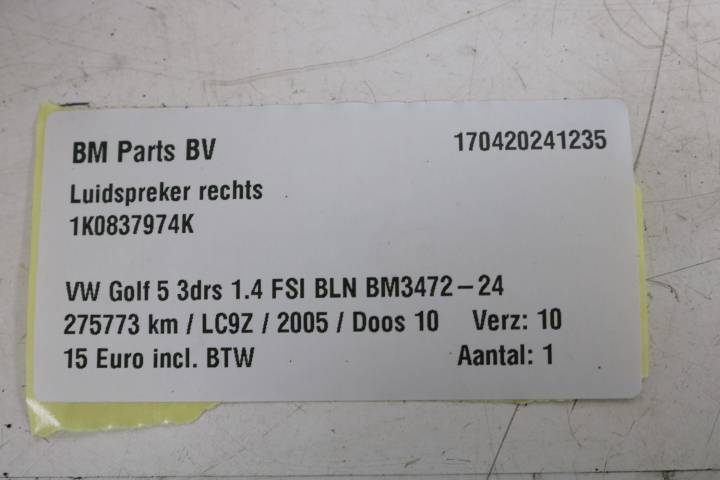 BM Parts BV 170420241235
Luidspreker rechts
1K0837974K
VW Golf 5 3drs 1.4 FSI BLN BM3472-24
275773 km / LC9Z / 2005 / Doos 10 Verz: 10
15 Euro incl. BTW Aantal: 1